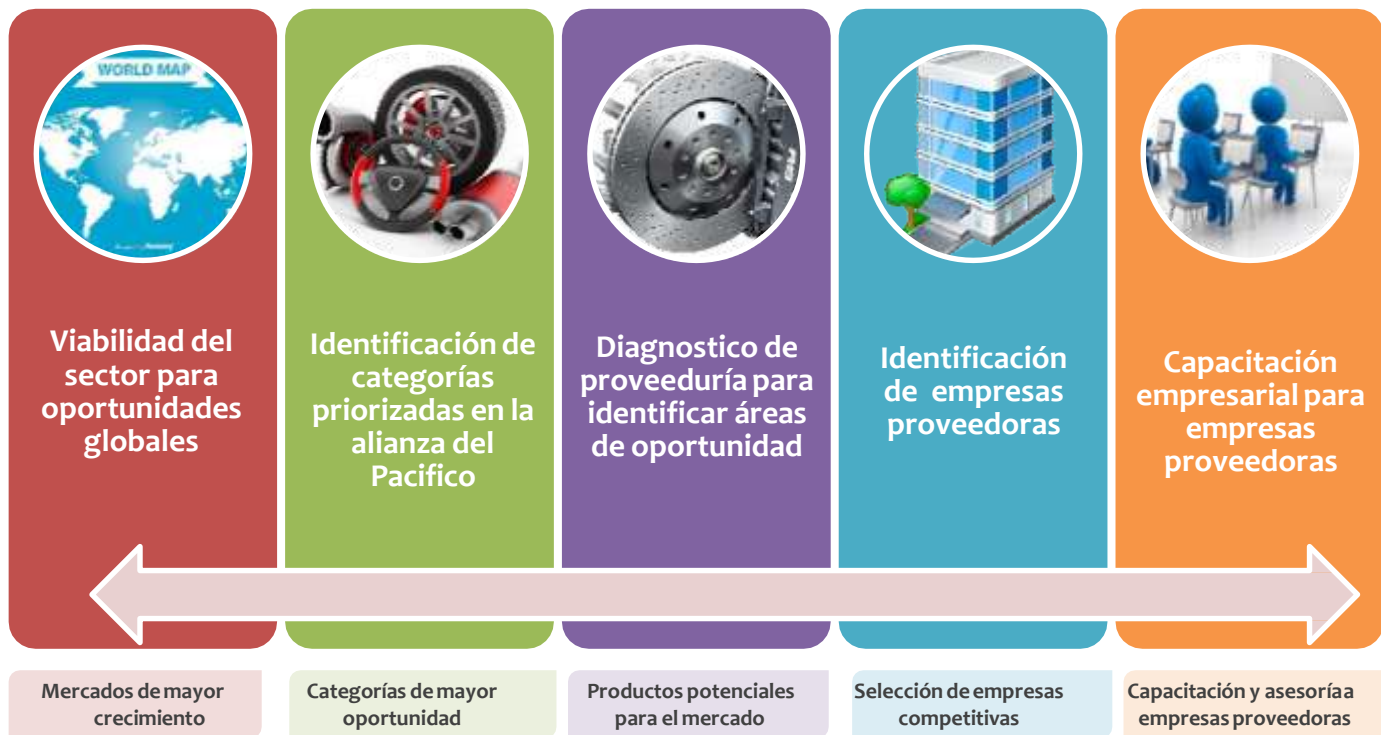 WORLD MAP
Viabilidad del
sector para
oportunidades
globales
Identificación de
categorías
priorizadas en la
alianza del
Pacifico
Diagnostico de
proveeduría para
identificar áreas
de oportunidad
Identificación
de empresas
proveedoras
Capacitación
empresarial para
empresas
proveedoras
Mercados de mayor
crecimiento
Categorías de mayor
oportunidad
Productos potenciales
para el mercado
Selección de empresas
competitivas
Capacitación y asesoría a
empresas proveedoras